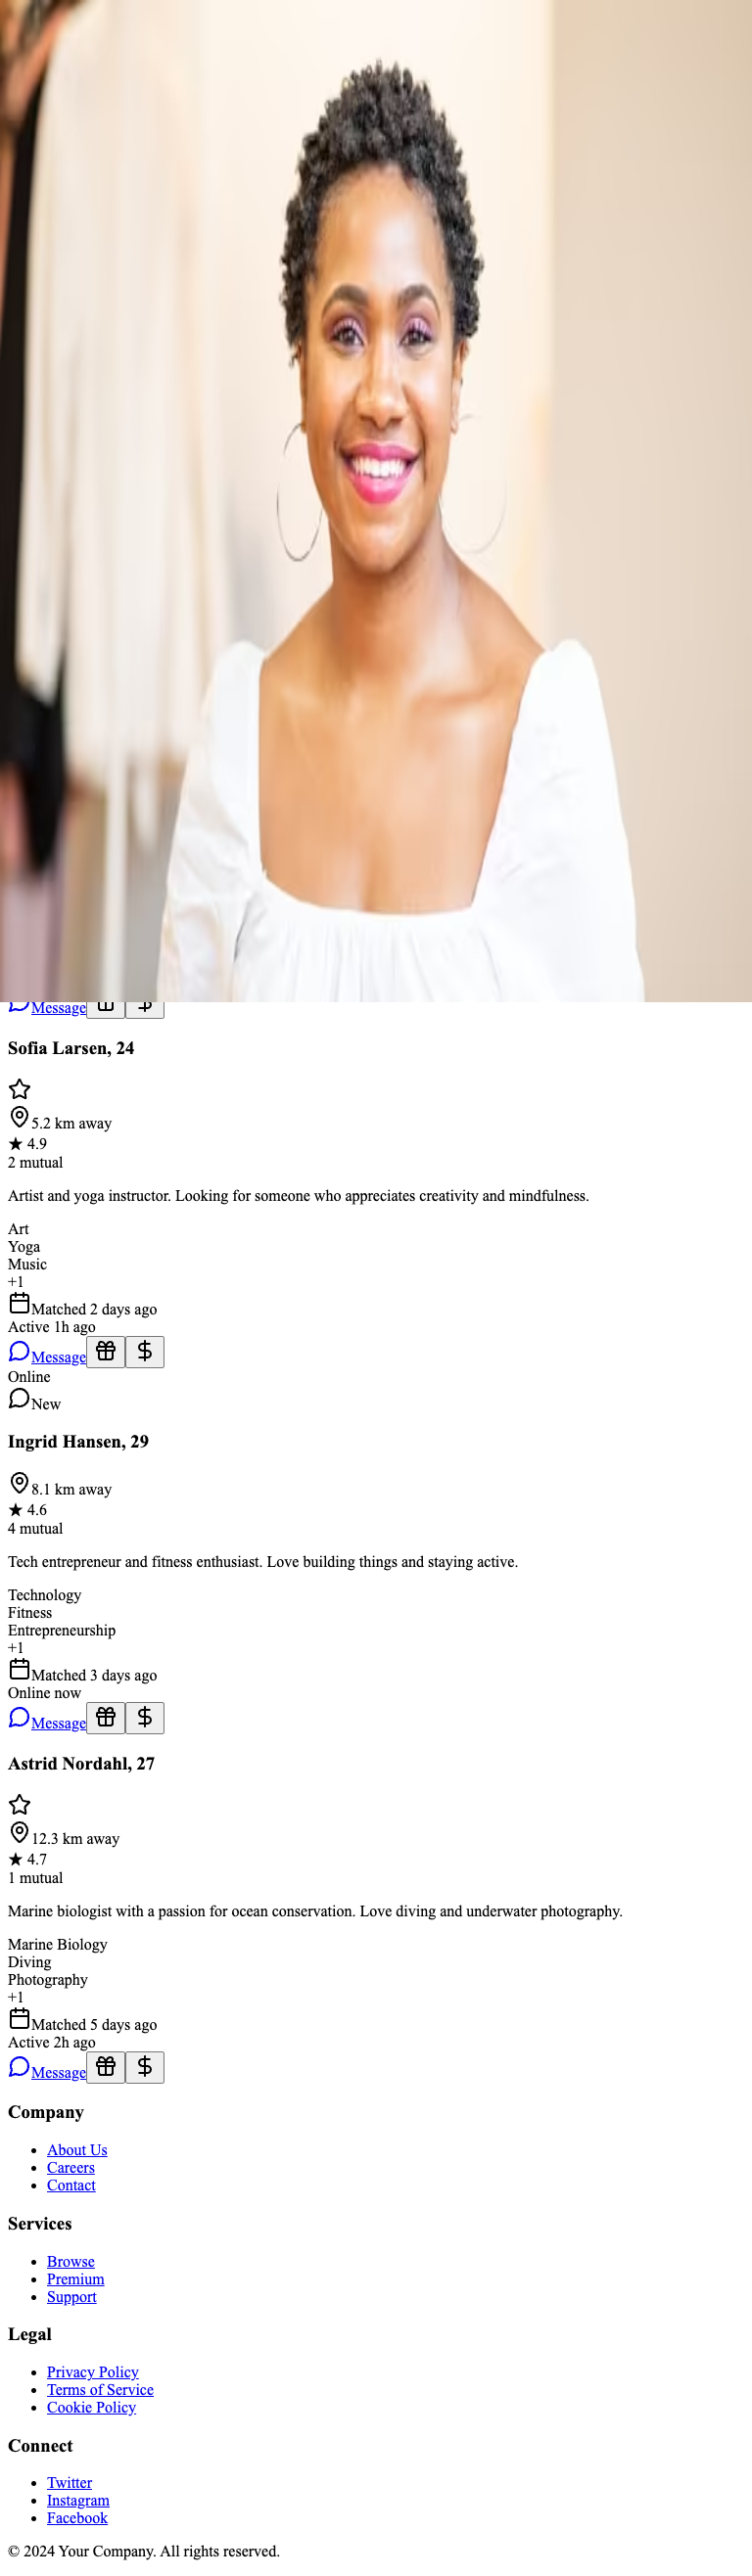 Message
Sofia Larsen, 24
5.2 km away
★ 4.9
2 mutual
Artist and yoga instructor. Looking for someone who appreciates creativity and mindfulness.
Art
Yoga
Music
+1
Matched 2 days ago
Active 1h ago
Message
Online
New
Ingrid Hansen, 29
8.1 km away
★ 4.6
4 mutual
Tech entrepreneur and fitness enthusiast. Love building things and staying active.
Technology
Fitness
Entrepreneurship
+1
Matched 3 days ago
Online now
Message
Astrid Nordahl, 27
12.3 km away
★ 4.7
1 mutual
Marine biologist with a passion for ocean conservation. Love diving and underwater photography.
Marine Biology
Diving
Photography
+1
Matched 5 days ago
Active 2h ago
Message
Company
• About Us
• Careers
• Contact
Services
• Browse
• Premium
• Support
Legal
• Privacy Policy
• Terms of Service
• Cookie Policy
Connect
• Twitter
• Instagram
• Facebook
© 2024 Your Company. All rights reserved.